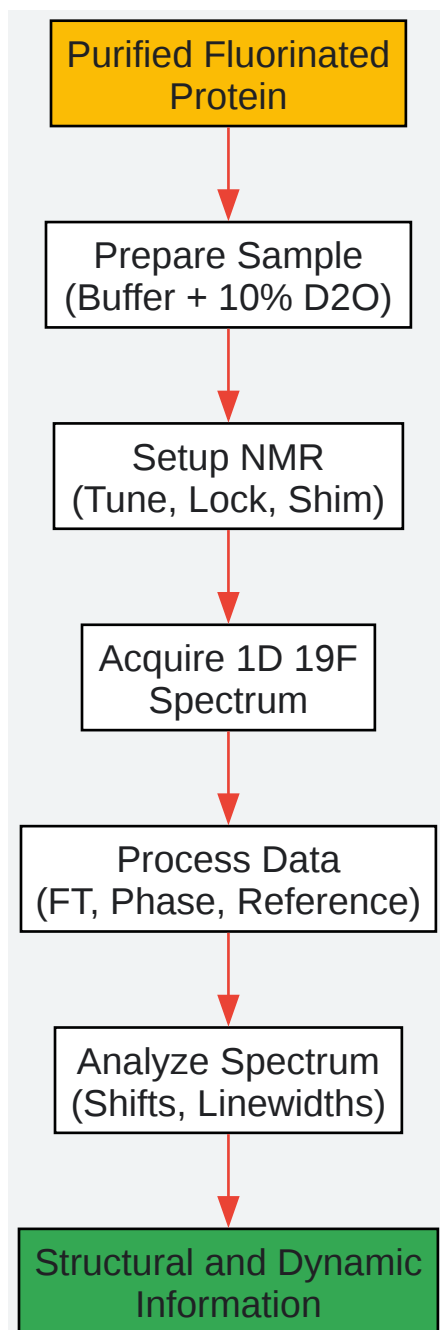 Purified Fluorinated
Protein
Prepare Sample
(Buffer + 10% D2O)
Setup NMR
(Tune, Lock, Shim)
Acquire 1D 19F
Spectrum
Process Data
(FT, Phase, Reference)
Analyze Spectrum
(Shifts, Linewidths)
Structural and Dynamic
Information